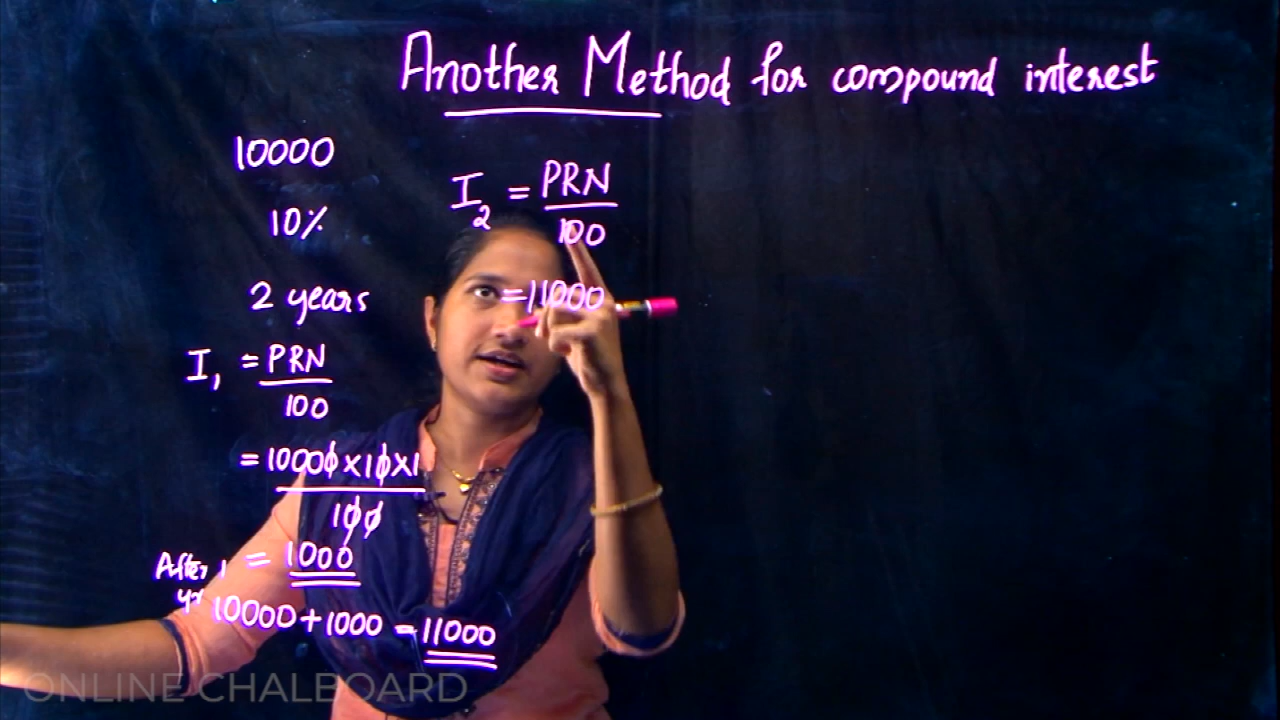 Another Method for compound interest
10000
10%
2 years
I₁ = PRN
100
= 10000 × 10 × 1
100
After 1 yr = 1000
10000 + 1000 = 11000
I₂ = PRN
100
= 11000
ONLINE CHALBOARD